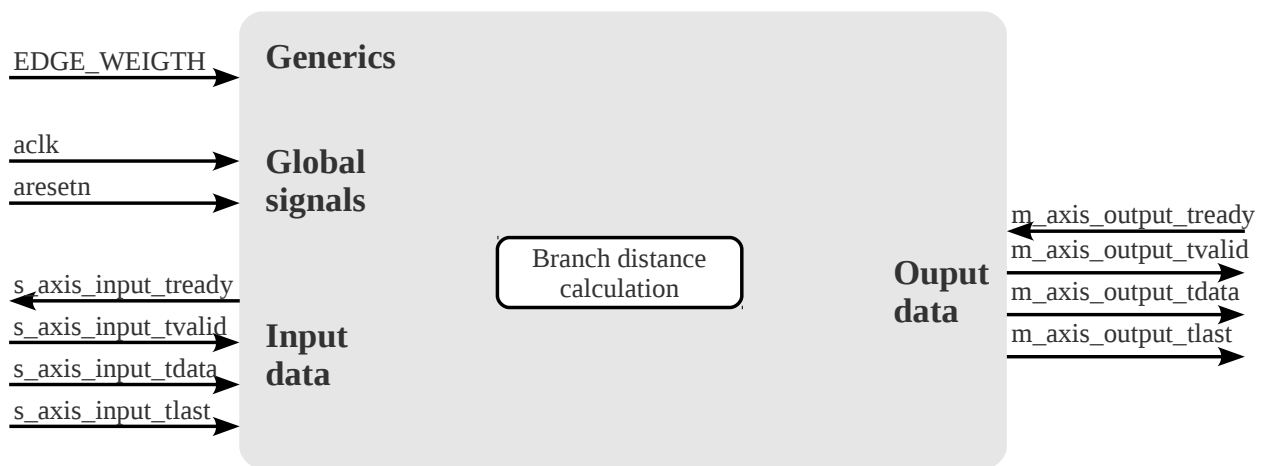 EDGE_WEIGTH
Generics
aclk
Global
signals
aresetn
s_axis_input_tready
s_axis_input_tvalid
s_axis_input_tdata
s_axis_input_tlast
Input
data
Branch distance
calculation
Ouput
data
m_axis_output_tready
m_axis_output_tvalid
m_axis_output_tdata
m_axis_output_tlast